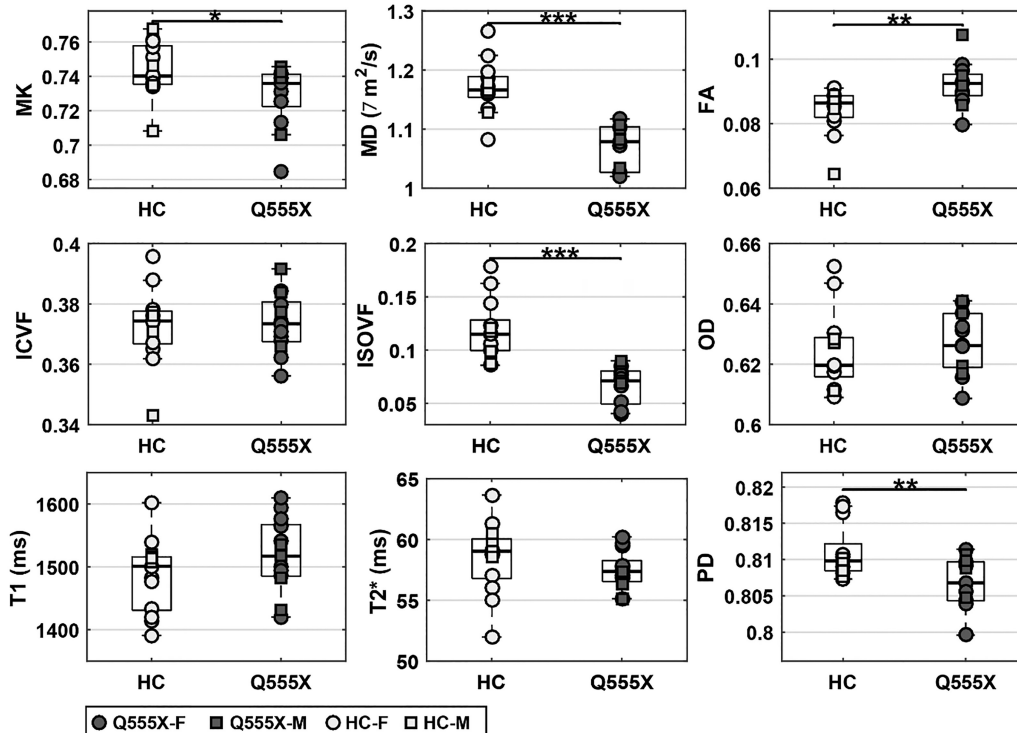 MK
0.76
0.74
0.72
0.7
0.68
*
HC Q555X
MD (7 m²/s)
1.3
1.2
1.1
1
***
HC Q555X
FA
0.1
0.08
0.06
**
HC Q555X
ICVF
0.4
0.38
0.36
0.34
HC Q555X
ISOVF
0.2
0.15
0.1
0.05
***
HC Q555X
OD
0.66
0.64
0.62
0.6
HC Q555X
T1 (ms)
1600
1500
1400
HC Q555X
T2* (ms)
65
60
55
50
HC Q555X
PD
0.82
0.815
0.81
0.805
0.8
**
HC Q555X
Q555X-F Q555X-M HC-F HC-M